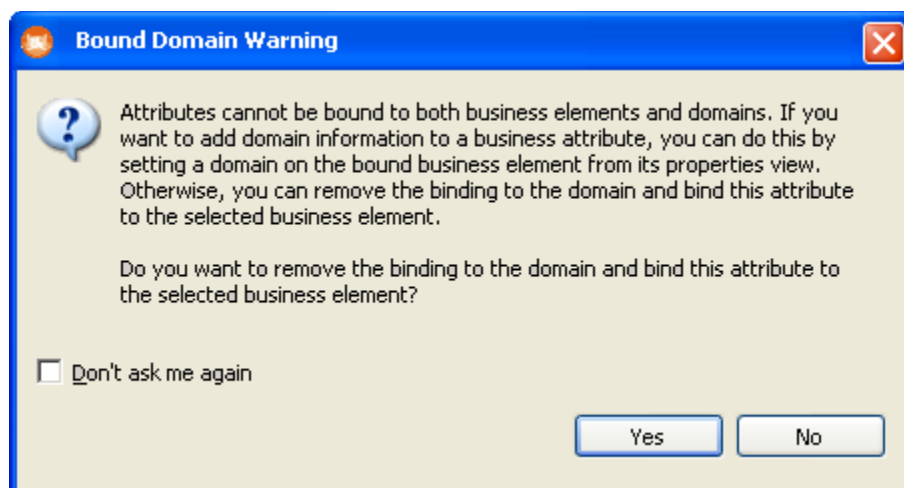 Bound Domain Warning
Attributes cannot be bound to both business elements and domains. If you
want to add domain information to a business attribute, you can do this by
setting a domain on the bound business element from its properties view.
Otherwise, you can remove the binding to the domain and bind this attribute
to the selected business element.
Do you want to remove the binding to the domain and bind this attribute to
the selected business element?
Don't ask me again
Yes
No